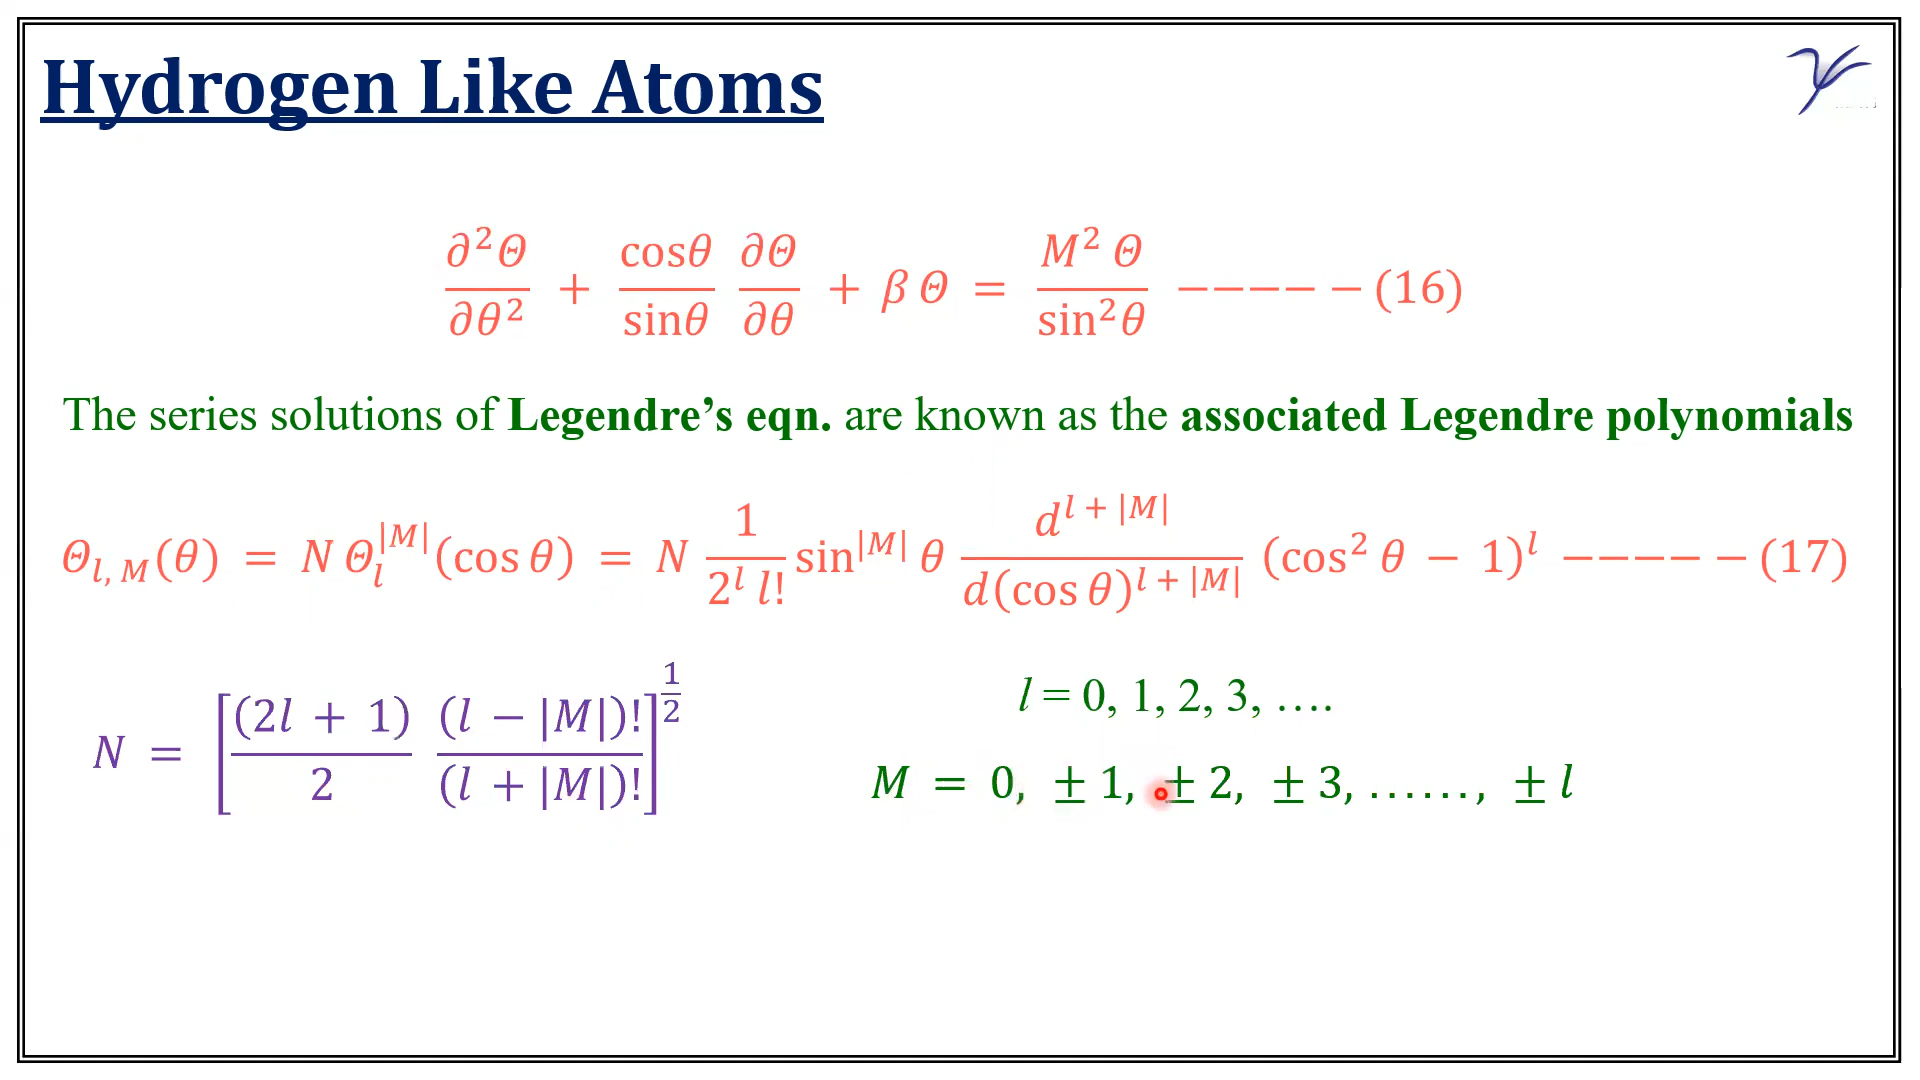 Hydrogen Like Atoms
∂²Θ/∂θ² + cosθ/sinθ ∂Θ/∂θ + β Θ = M² Θ/sin²θ −−−−−(16)
The series solutions of Legendre’s eqn. are known as the associated Legendre polynomials
Θ_{l, M}(θ) = N Θ_l^{|M|}(cos θ) = N 1/(2^l l!) sin^{|M|} θ d^{l + |M|}/d(cos θ)^{l + |M|} (cos² θ − 1)^l −−−−−(17)
N = [(2l + 1)/2 (l − |M|)!/(l + |M|)!]^{1/2}
l = 0, 1, 2, 3, ….
M = 0, ± 1, ± 2, ± 3, ……, ± l